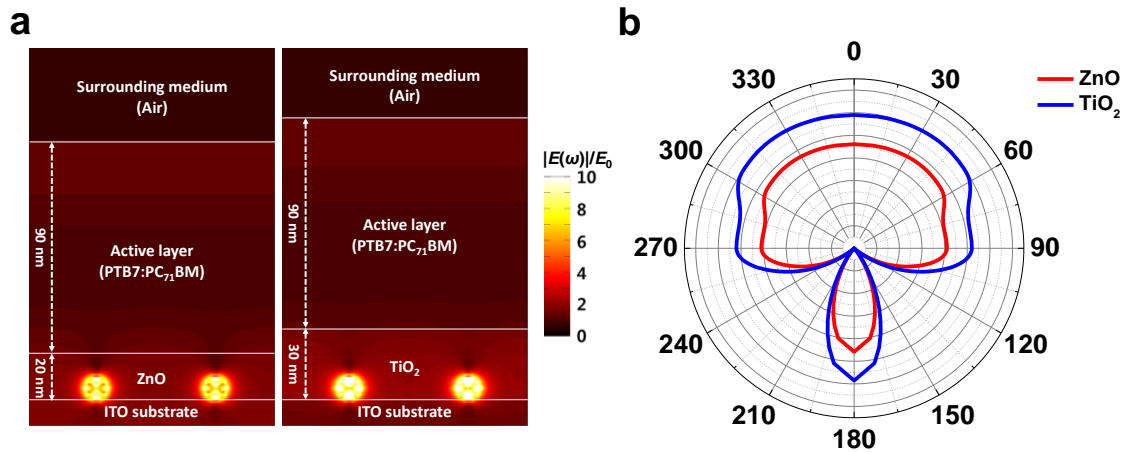 a
Surrounding medium
(Air)
90 nm
Active layer
(PTB7:PC₇₁BM)
20 nm
ZnO
ITO substrate
Surrounding medium
(Air)
90 nm
Active layer
(PTB7:PC₇₁BM)
30 nm
TiO₂
ITO substrate
|E(ω)|/E₀
10
8
6
4
2
0
b
0
30
60
90
120
150
180
210
240
270
300
330
ZnO
TiO₂